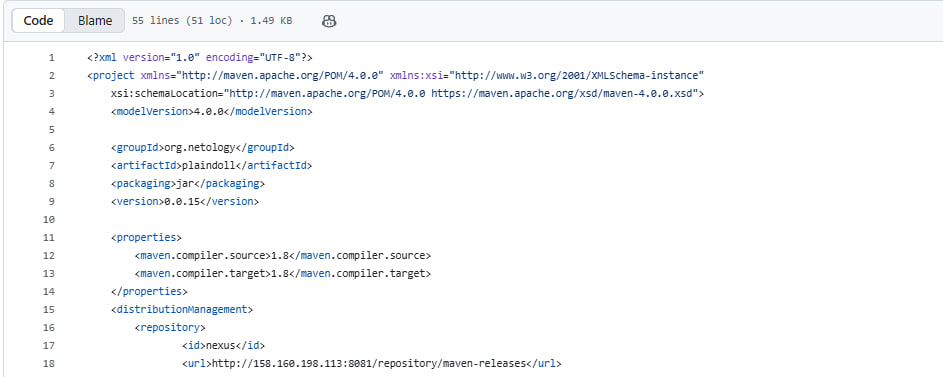 Code Blame 55 lines (51 loc) · 1.49 KB
1 <?xml version="1.0" encoding="UTF-8"?>
2 <project xmlns="http://maven.apache.org/POM/4.0.0" xmlns:xsi="http://www.w3.org/2001/XMLSchema-instance"
3 xsi:schemaLocation="http://maven.apache.org/POM/4.0.0 https://maven.apache.org/xsd/maven-4.0.0.xsd">
4 <modelVersion>4.0.0</modelVersion>
5
6 <groupId>org.netology</groupId>
7 <artifactId>plaindoll</artifactId>
8 <packaging>jar</packaging>
9 <version>0.0.15</version>
10
11 <properties>
12 <maven.compiler.source>1.8</maven.compiler.source>
13 <maven.compiler.target>1.8</maven.compiler.target>
14 </properties>
15 <distributionManagement>
16 <repository>
17 <id>nexus</id>
18 <url>http://158.160.198.113:8081/repository/maven-releases</url>